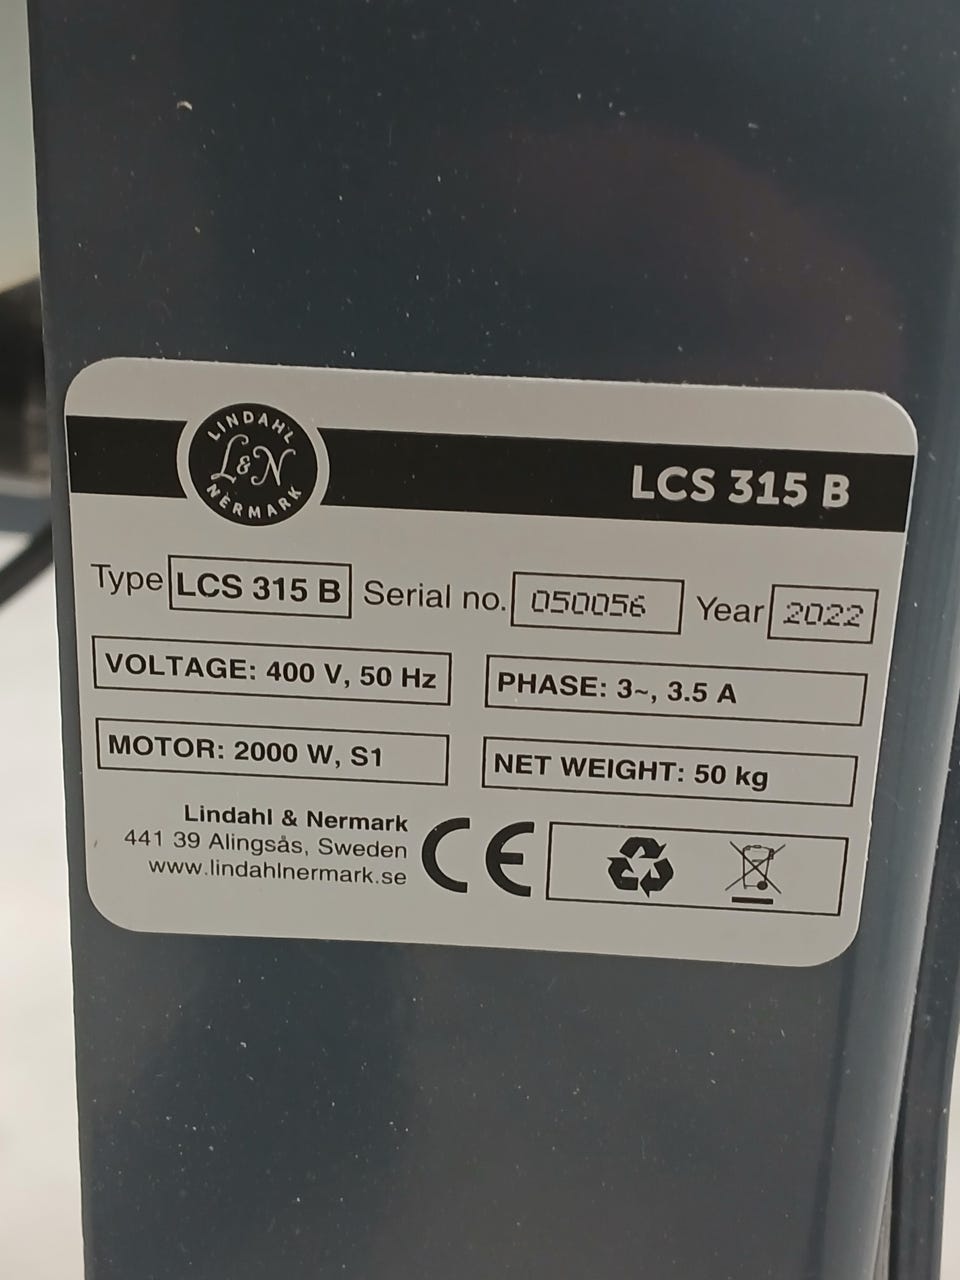 LINDAHL
L&N
NERMARK
LCS 315 B
Type LCS 315 B Serial no. 050056 Year 2022
VOLTAGE: 400 V, 50 Hz PHASE: 3~, 3.5 A
MOTOR: 2000 W, S1 NET WEIGHT: 50 kg
Lindahl & Nermark
441 39 Alingsås, Sweden
www.lindahlnermark.se
CE